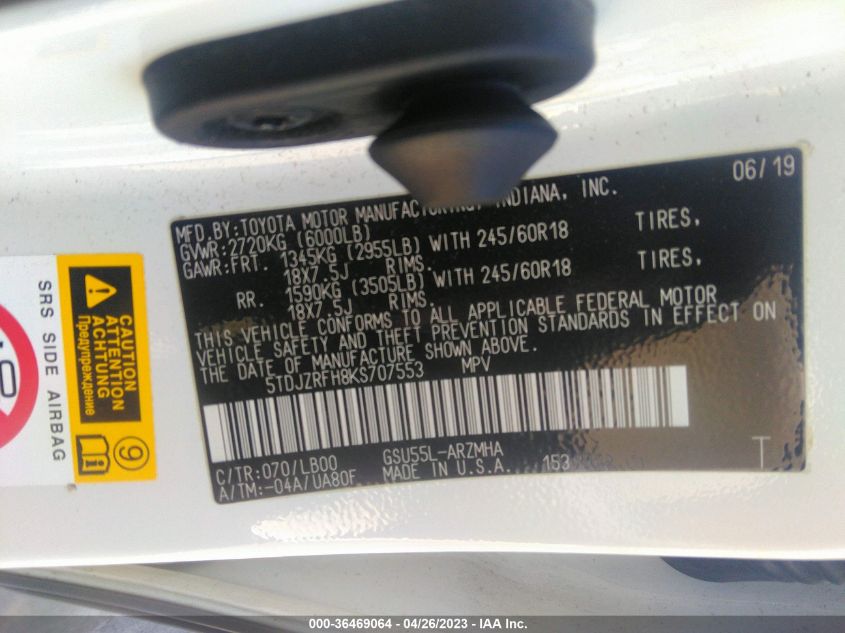 06/19
MFD.BY:TOYOTA MOTOR MANUFACTURING INDIANA, INC.
GVWR:2720KG (6000LB)
GAWR:FRT. 1345KG (2955LB) WITH 245/60R18 TIRES,
18X7.5J RIMS.
RR. 1590KG (3505LB) WITH 245/60R18 TIRES,
18X7.5J RIMS.
THIS VEHICLE CONFORMS TO ALL APPLICABLE FEDERAL MOTOR
VEHICLE SAFETY AND THEFT PREVENTION STANDARDS IN EFFECT ON
THE DATE OF MANUFACTURE SHOWN ABOVE.
5TDJZRFH8KS707553 MPV
C/TR:070/LB00 GSU55L-ARZMHA
A/TM:-04A/UA80F MADE IN U.S.A. 153
T
SRS SIDE AIRBAG
CAUTION
ATTENTION
ACHTUNG
Предупреждение
9
000-36469064 - 04/26/2023 - IAA Inc.